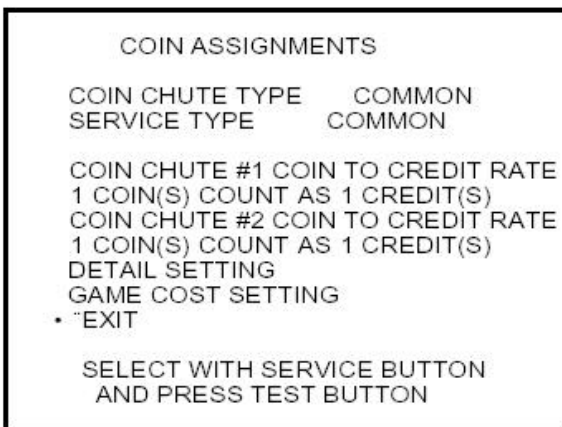 COIN ASSIGNMENTS
COIN CHUTE TYPE COMMON
SERVICE TYPE COMMON
COIN CHUTE #1 COIN TO CREDIT RATE
1 COIN(S) COUNT AS 1 CREDIT(S)
COIN CHUTE #2 COIN TO CREDIT RATE
1 COIN(S) COUNT AS 1 CREDIT(S)
DETAIL SETTING
GAME COST SETTING
• ¨EXIT
SELECT WITH SERVICE BUTTON
AND PRESS TEST BUTTON